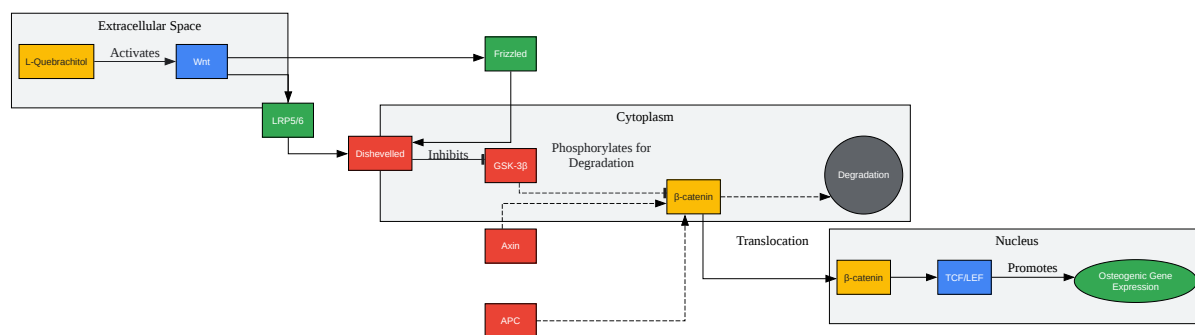 Extracellular Space
L-Quebrachitol
Activates
Wnt
Frizzled
LRP5/6
Cytoplasm
Dishevelled
Inhibits
GSK-3β
Phosphorylates for
Degradation
β-catenin
Degradation
Axin
APC
Translocation
Nucleus
β-catenin
TCF/LEF
Promotes
Osteogenic Gene
Expression